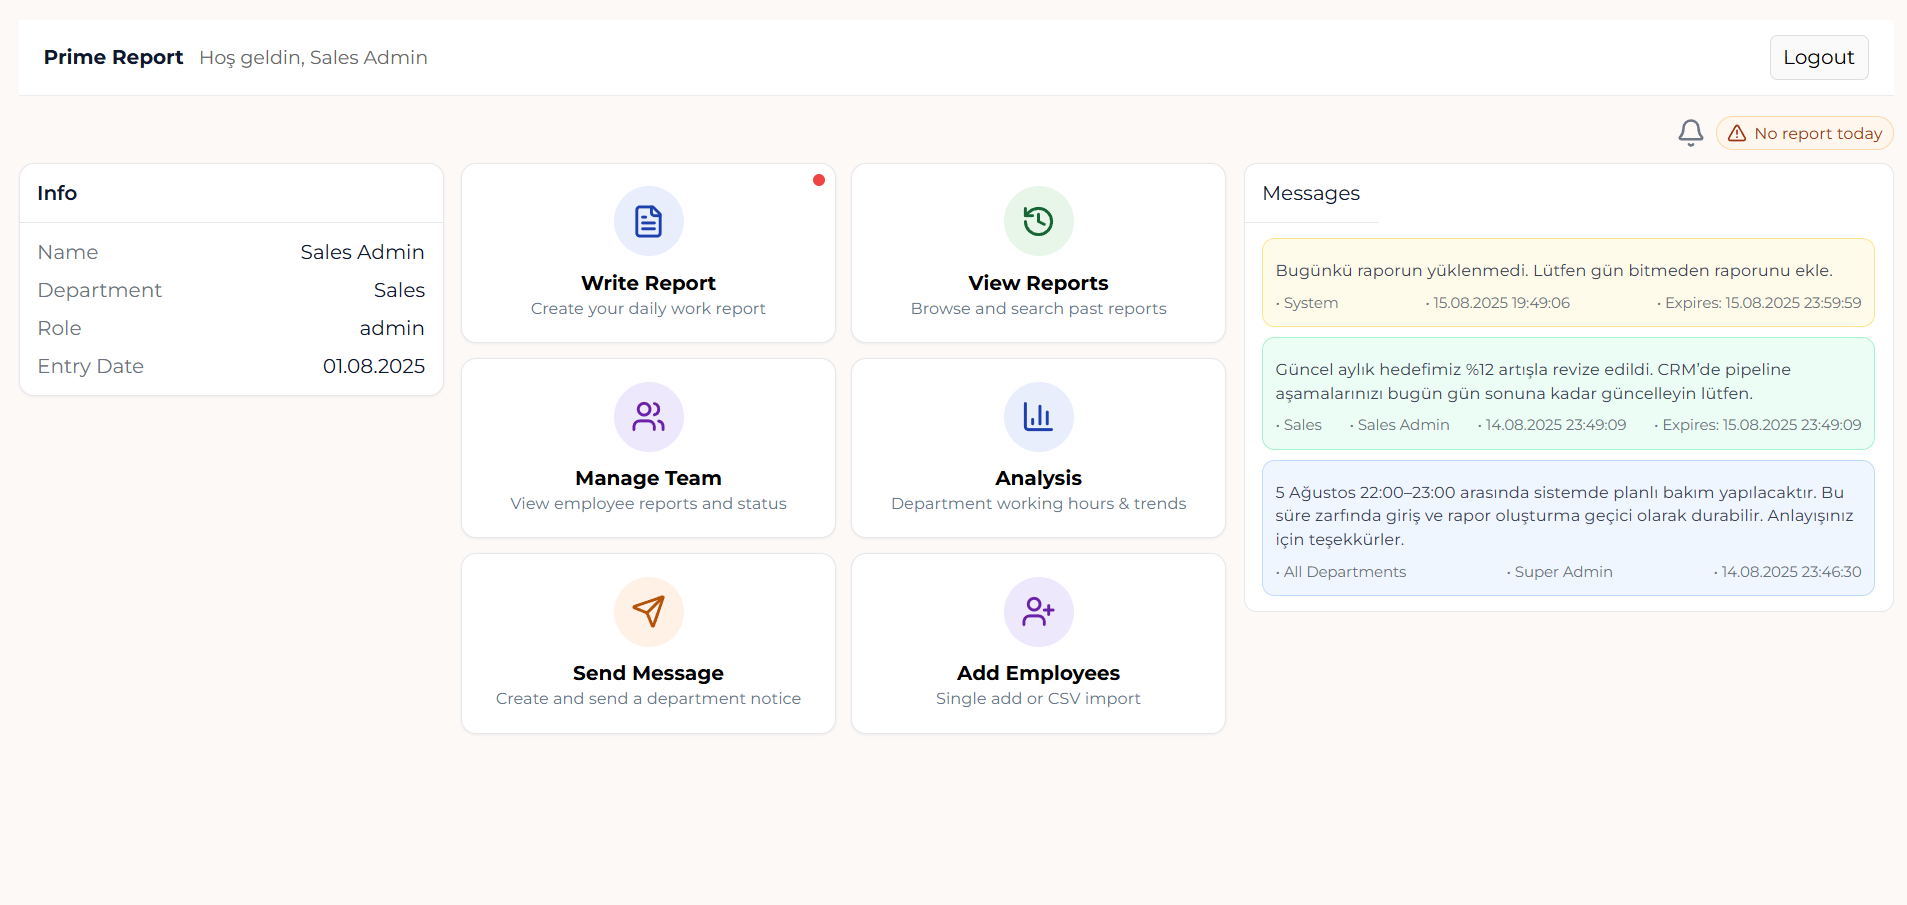 Prime Report Hoş geldin, Sales Admin
Logout
No report today
Info
Name Sales Admin
Department Sales
Role admin
Entry Date 01.08.2025
Write Report
Create your daily work report
View Reports
Browse and search past reports
Manage Team
View employee reports and status
Analysis
Department working hours & trends
Send Message
Create and send a department notice
Add Employees
Single add or CSV import
Messages
Bugünkü raporun yüklenmedi. Lütfen gün bitmeden raporunu ekle.
• System • 15.08.2025 19:49:06 • Expires: 15.08.2025 23:59:59
Güncel aylık hedefimiz %12 artışla revize edildi. CRM’de pipeline
aşamalarınızı bugün gün sonuna kadar güncelleyin lütfen.
• Sales • Sales Admin • 14.08.2025 23:49:09 • Expires: 15.08.2025 23:49:09
5 Ağustos 22:00–23:00 arasında sistemde planlı bakım yapılacaktır. Bu
süre zarfında giriş ve rapor oluşturma geçici olarak durabilir. Anlayışınız
için teşekkürler.
• All Departments • Super Admin • 14.08.2025 23:46:30